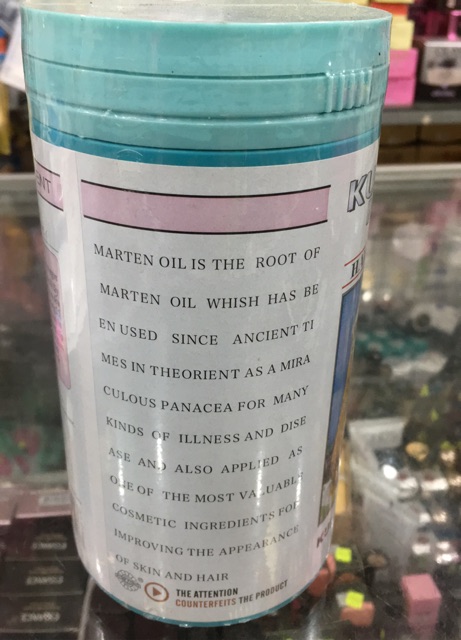 ENT
KU
H
MARTEN OIL IS THE ROOT OF
MARTEN OIL WHISH HAS BE
EN USED SINCE ANCIENT TI
MES IN THEORIENT AS A MIRA
CULOUS PANACEA FOR MANY
KINDS OF ILLNESS AND DISE
ASE AND ALSO APPLIED AS
ONE OF THE MOST VALUABLE
COSMETIC INGREDIENTS FOR
IMPROVING THE APPEARANCE
OF SKIN AND HAIR
THE ATTENTION
COUNTERFEITS THE PRODUCT